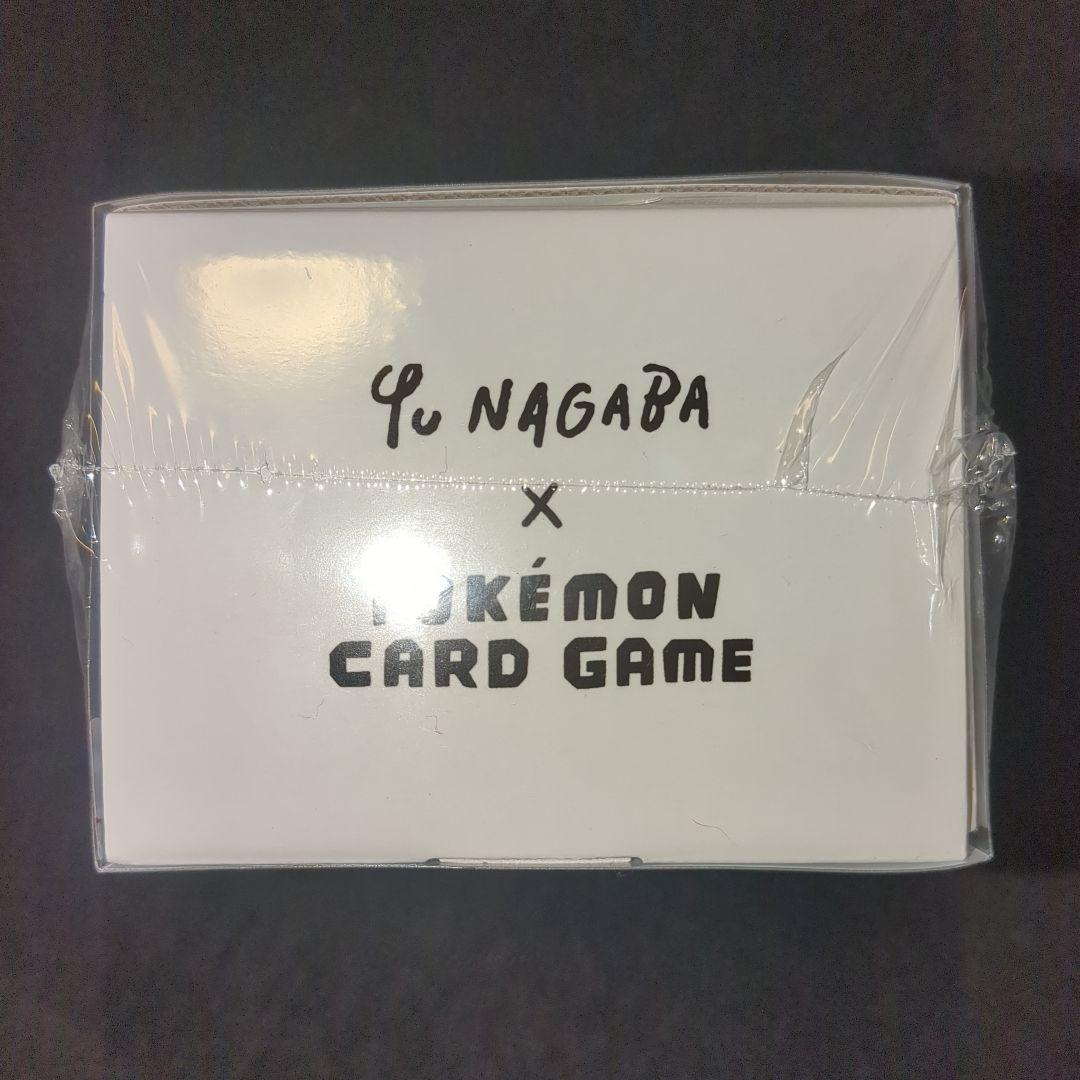 Yu NAGABA
×
POKÉMON
CARD GAME